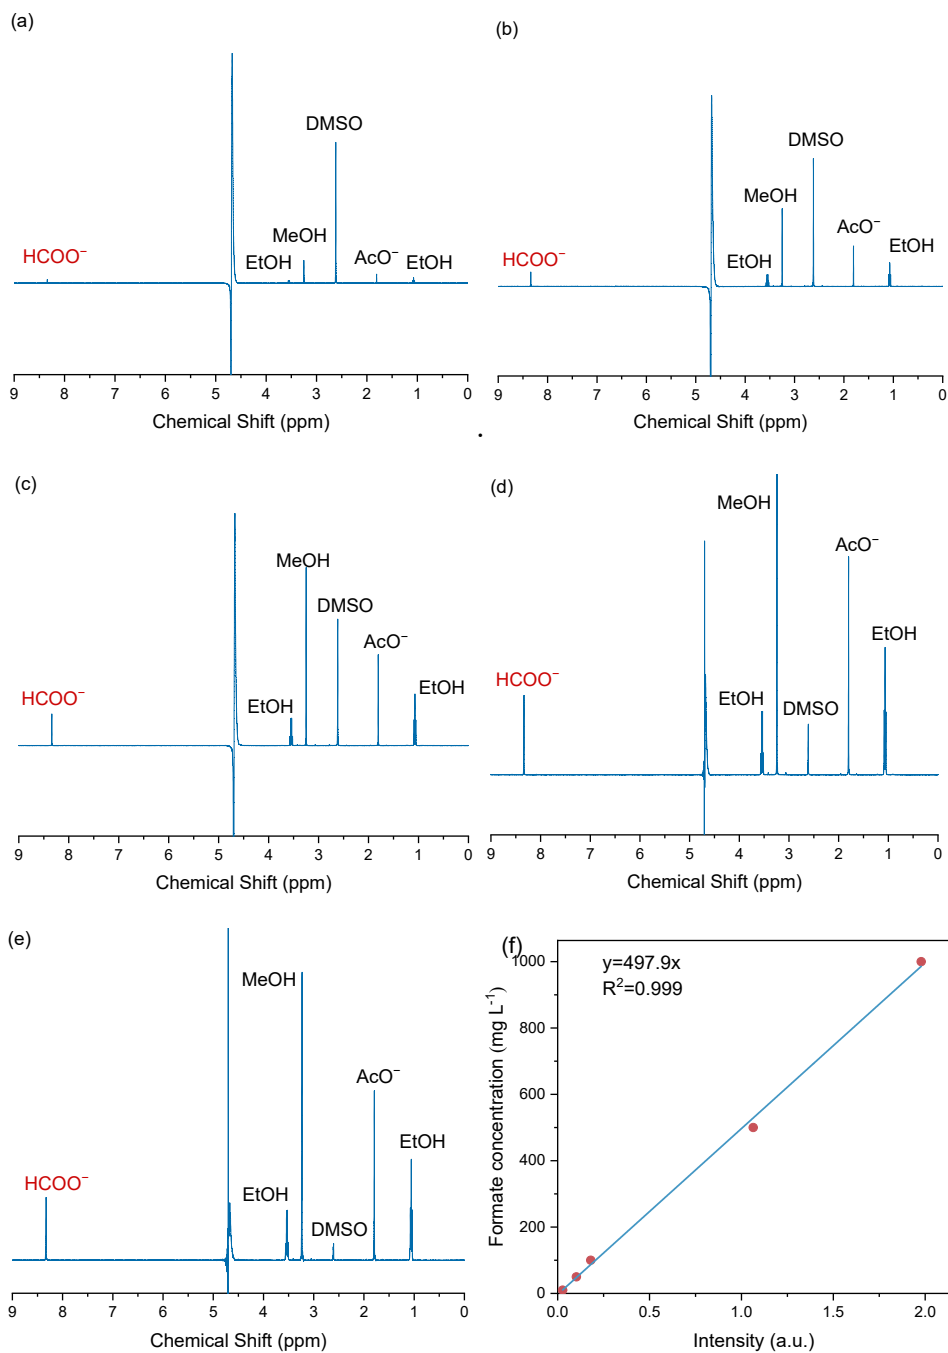 (a)
DMSO
MeOH
HCOO⁻
EtOH
AcO⁻
EtOH
9 8 7 6 5 4 3 2 1 0
Chemical Shift (ppm)
(b)
DMSO
MeOH
AcO⁻
EtOH
HCOO⁻
EtOH
9 8 7 6 5 4 3 2 1 0
Chemical Shift (ppm)
(c)
MeOH
DMSO
AcO⁻
HCOO⁻
EtOH
EtOH
9 8 7 6 5 4 3 2 1 0
Chemical Shift (ppm)
(d)
MeOH
AcO⁻
EtOH
HCOO⁻
EtOH
DMSO
9 8 7 6 5 4 3 2 1 0
Chemical Shift (ppm)
(e)
MeOH
AcO⁻
EtOH
HCOO⁻
EtOH
DMSO
9 8 7 6 5 4 3 2 1 0
Chemical Shift (ppm)
(f)
y=497.9x
R²=0.999
Formate concentration (mg L⁻¹)
1000
800
600
400
200
0
0.0 0.5 1.0 1.5 2.0
Intensity (a.u.)